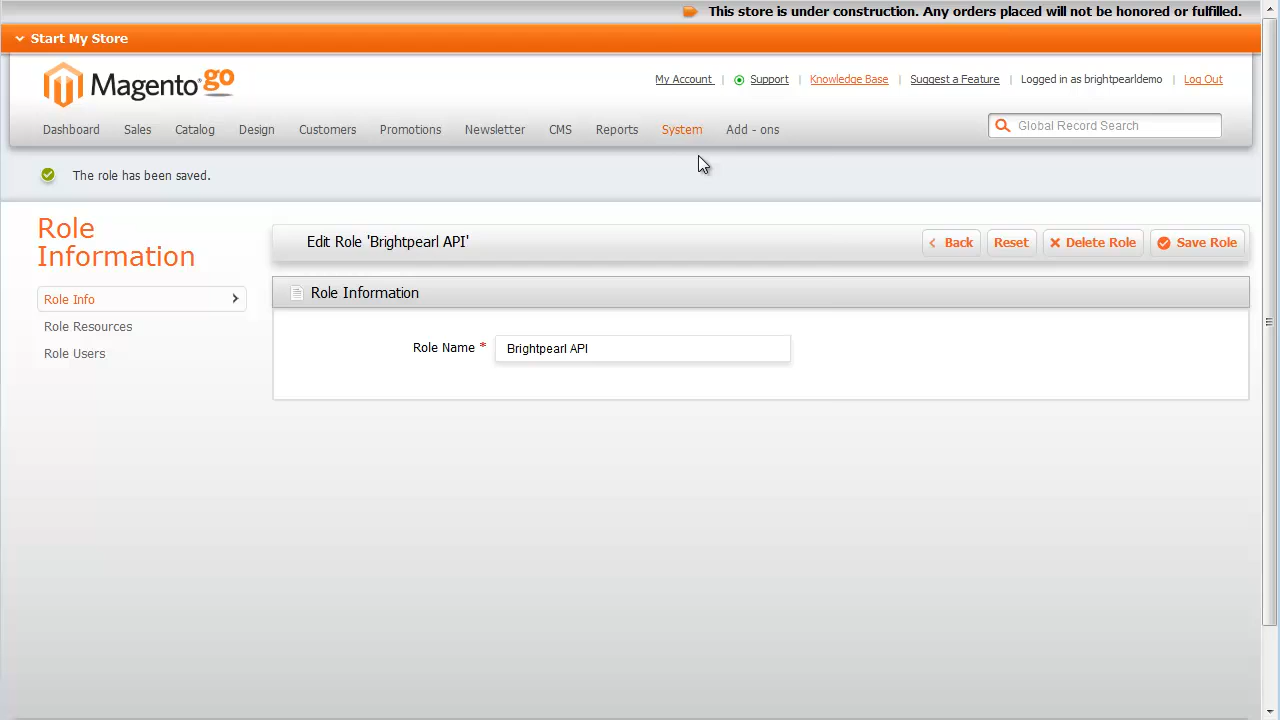 This store is under construction. Any orders placed will not be honored or fulfilled.
Start My Store
Magento® go
My Account | Support | Knowledge Base | Suggest a Feature | Logged in as brightpearldemo | Log Out
Dashboard Sales Catalog Design Customers Promotions Newsletter CMS Reports System Add - ons
Global Record Search
The role has been saved.
Role
Information
Edit Role 'Brightpearl API'
Back Reset Delete Role Save Role
Role Info
Role Resources
Role Users
Role Information
Role Name * Brightpearl API